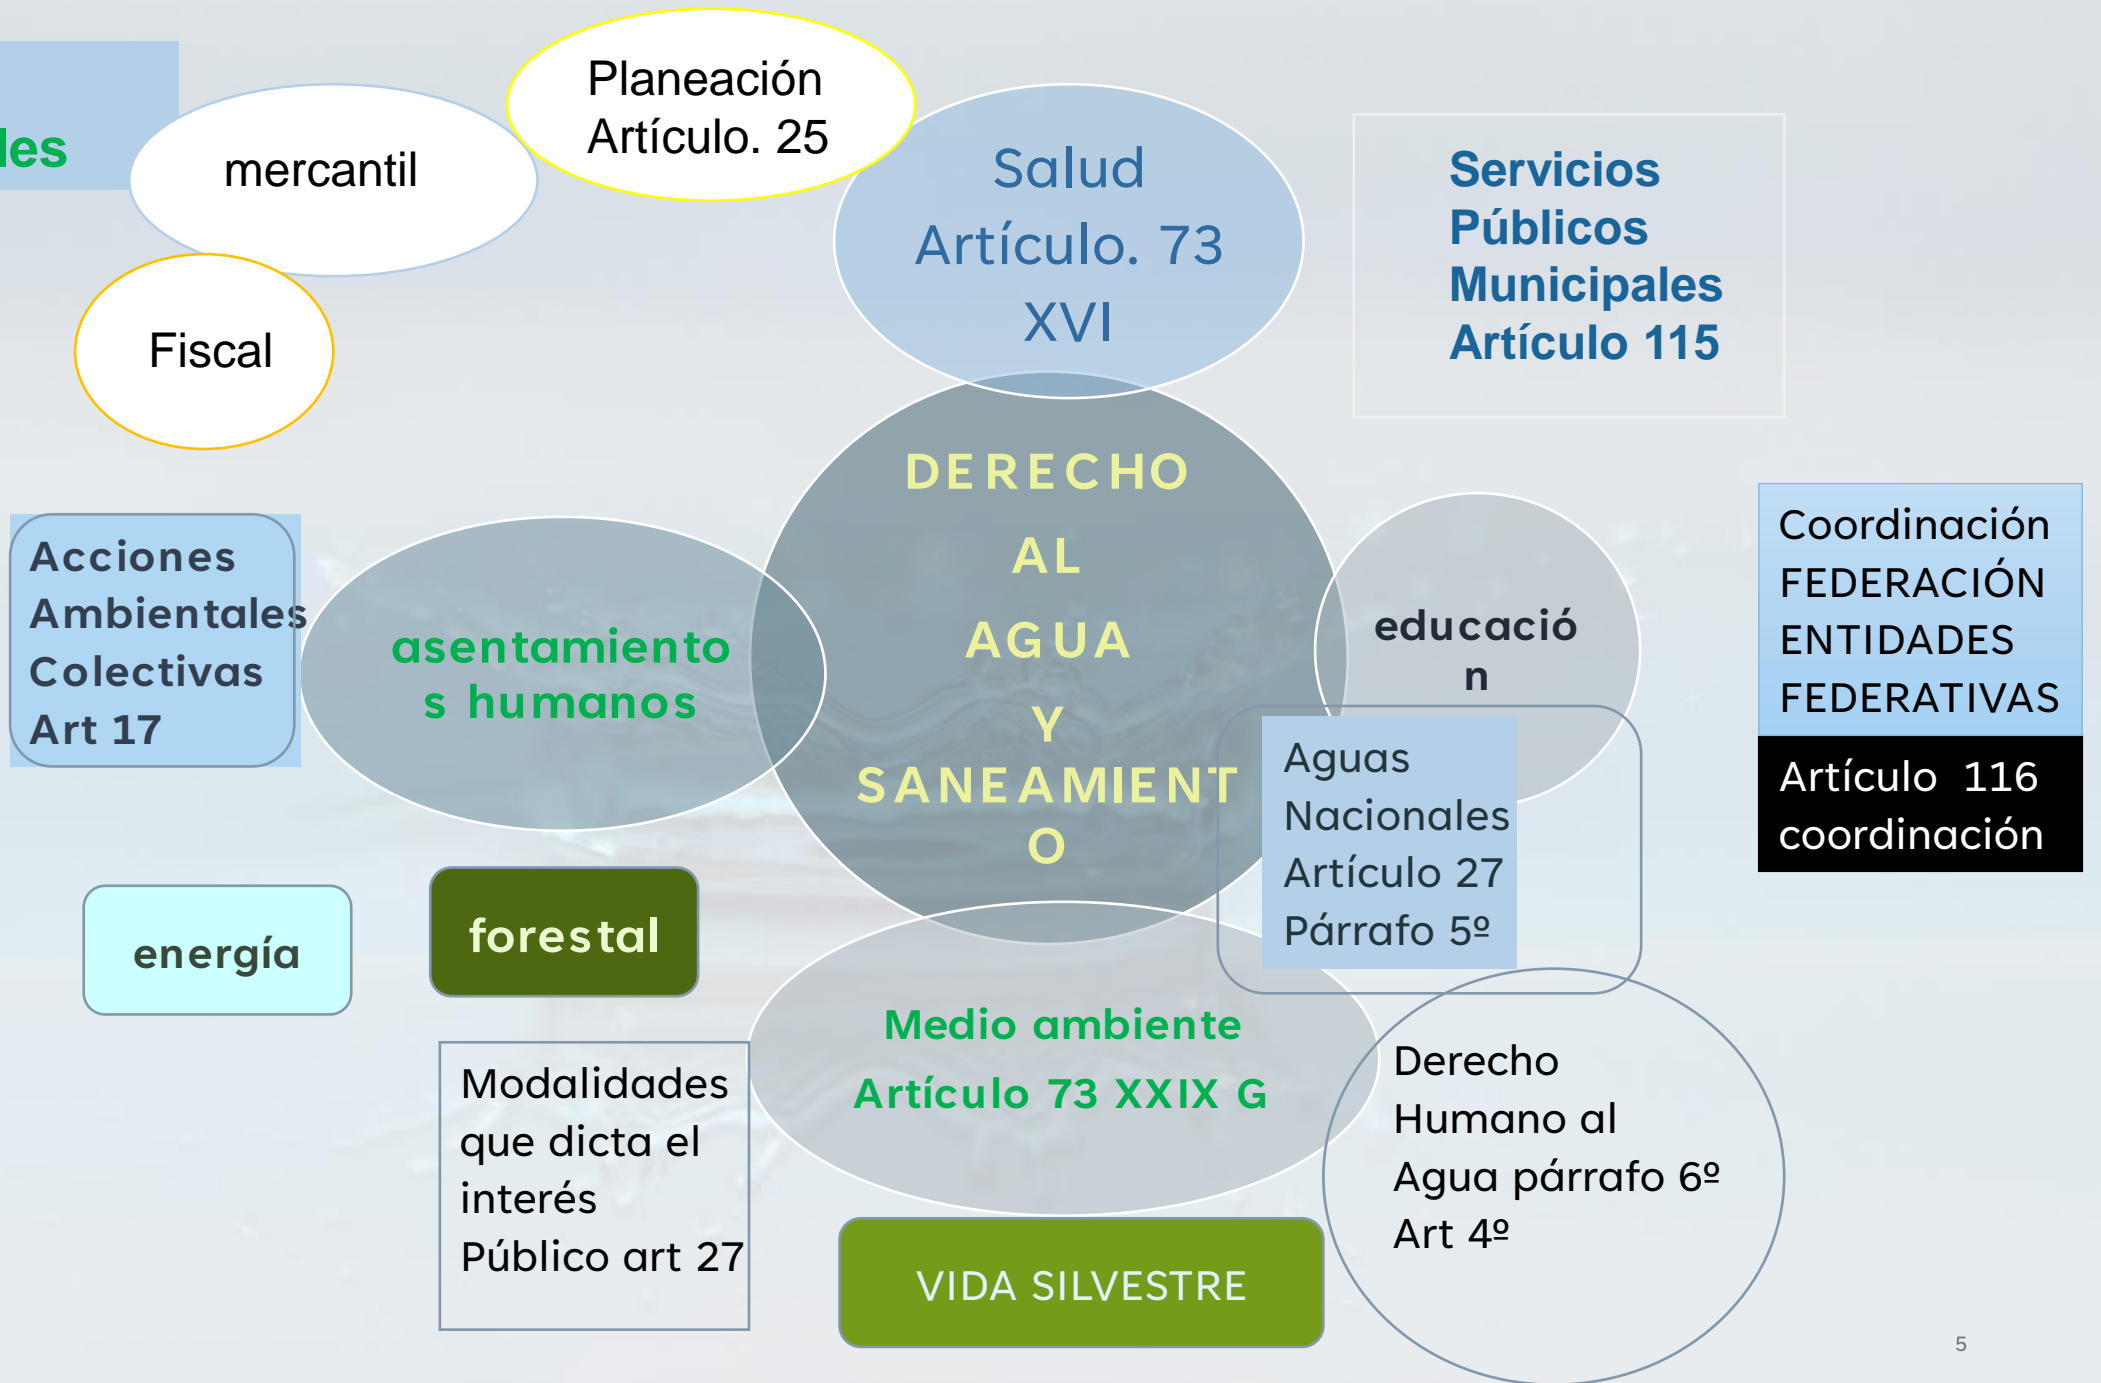 Planeación
Artículo. 25
mercantil
Fiscal
Salud
Artículo. 73
XVI
Servicios
Públicos
Municipales
Artículo 115
DERECHO
AL
AGUA
Y
SANEAMIENT
O
Acciones
Ambientales
Colectivas
Art 17
asentamiento
s humanos
educació
n
Coordinación
FEDERACIÓN
ENTIDADES
FEDERATIVAS
Artículo 116
coordinación
Aguas
Nacionales
Artículo 27
Párrafo 5º
energía
forestal
Medio ambiente
Artículo 73 XXIX G
Modalidades
que dicta el
interés
Público art 27
Derecho
Humano al
Agua párrafo 6º
Art 4º
VIDA SILVESTRE
5